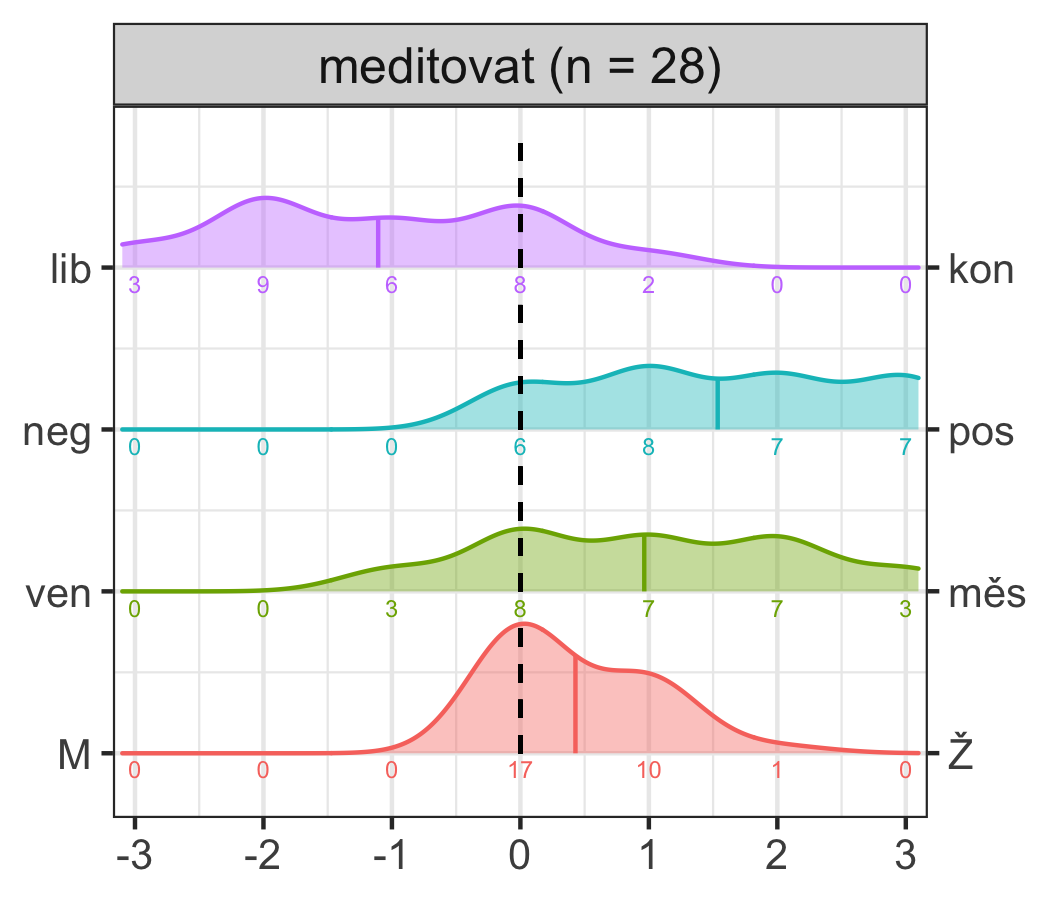 meditovat (n = 28)
lib kon
3 9 6 8 2 0 0
neg pos
0 0 0 6 8 7 7
ven měs
0 0 3 8 7 7 3
M Ž
0 0 0 17 10 1 0
-3 -2 -1 0 1 2 3